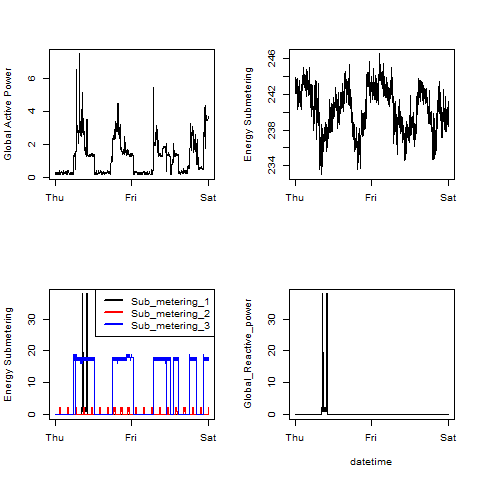 Global Active Power
0 2 4 6
Thu Fri Sat
Energy Submetering
234 238 242 246
Thu Fri Sat
Energy Submetering
0 10 20 30
Thu Fri Sat
Sub_metering_1
Sub_metering_2
Sub_metering_3
Global_Reactive_power
0 10 20 30
Thu Fri Sat
datetime